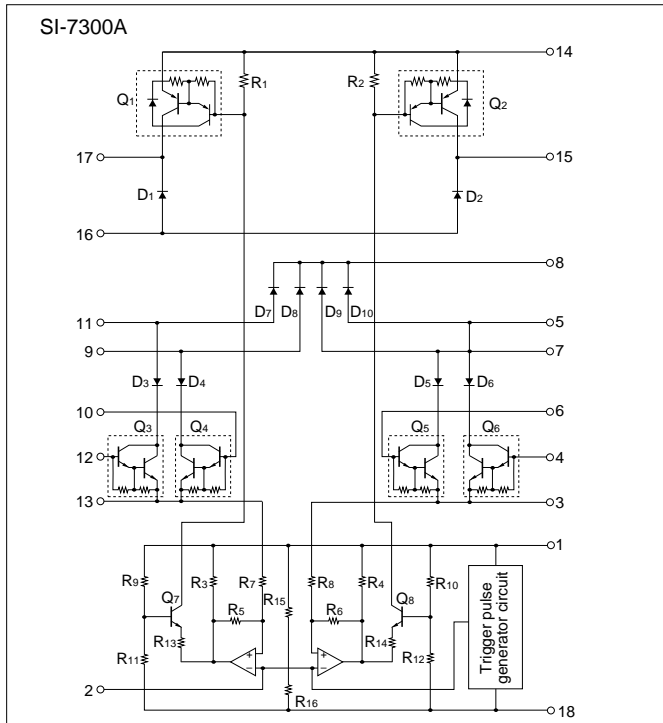 SI-7300A
14
R1
R2
Q1
Q2
17
15
D1
D2
16
8
D7
D8
D9
D10
11
5
9
7
D3
D4
D5
D6
10
6
Q3
Q4
Q5
Q6
12
4
13
3
1
R9
Q7
R3
R7
R15
R8
R4
Q8
R10
R5
R6
R13
R14
R11
R12
+
−
+
−
Trigger pulse
generator circuit
2
R16
18